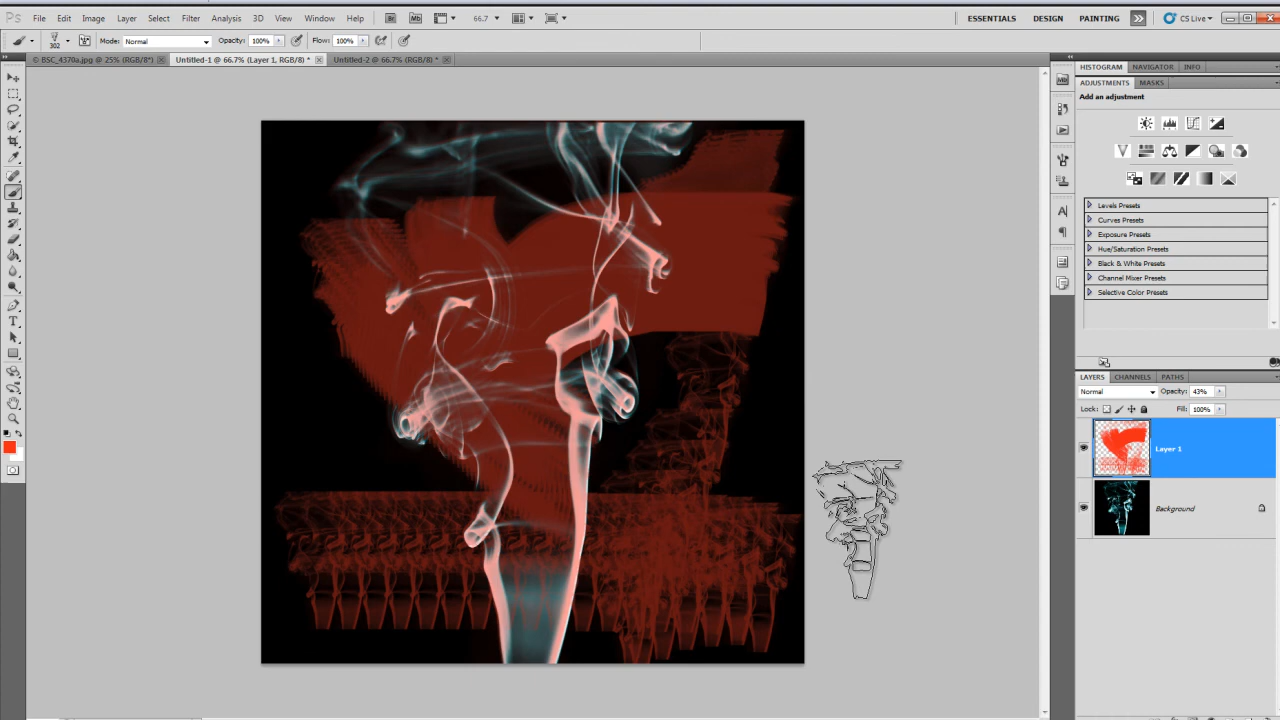 Ps File Edit Image Layer Select Filter Analysis 3D View Window Help Br Mb 66.7 ESSENTIALS DESIGN PAINTING CS Live
302 Mode: Normal Opacity: 100% Flow: 100%
© BSC_4370a.jpg @ 25% (RGB/8*) Untitled-1 @ 66.7% (Layer 1, RGB/8) * Untitled-2 @ 66.7% (RGB/8) *
HISTOGRAM NAVIGATOR INFO
ADJUSTMENTS MASKS
Add an adjustment
Levels Presets
Curves Presets
Exposure Presets
Hue/Saturation Presets
Black & White Presets
Channel Mixer Presets
Selective Color Presets
LAYERS CHANNELS PATHS
Normal Opacity: 43%
Lock: Fill: 100%
Layer 1
Background